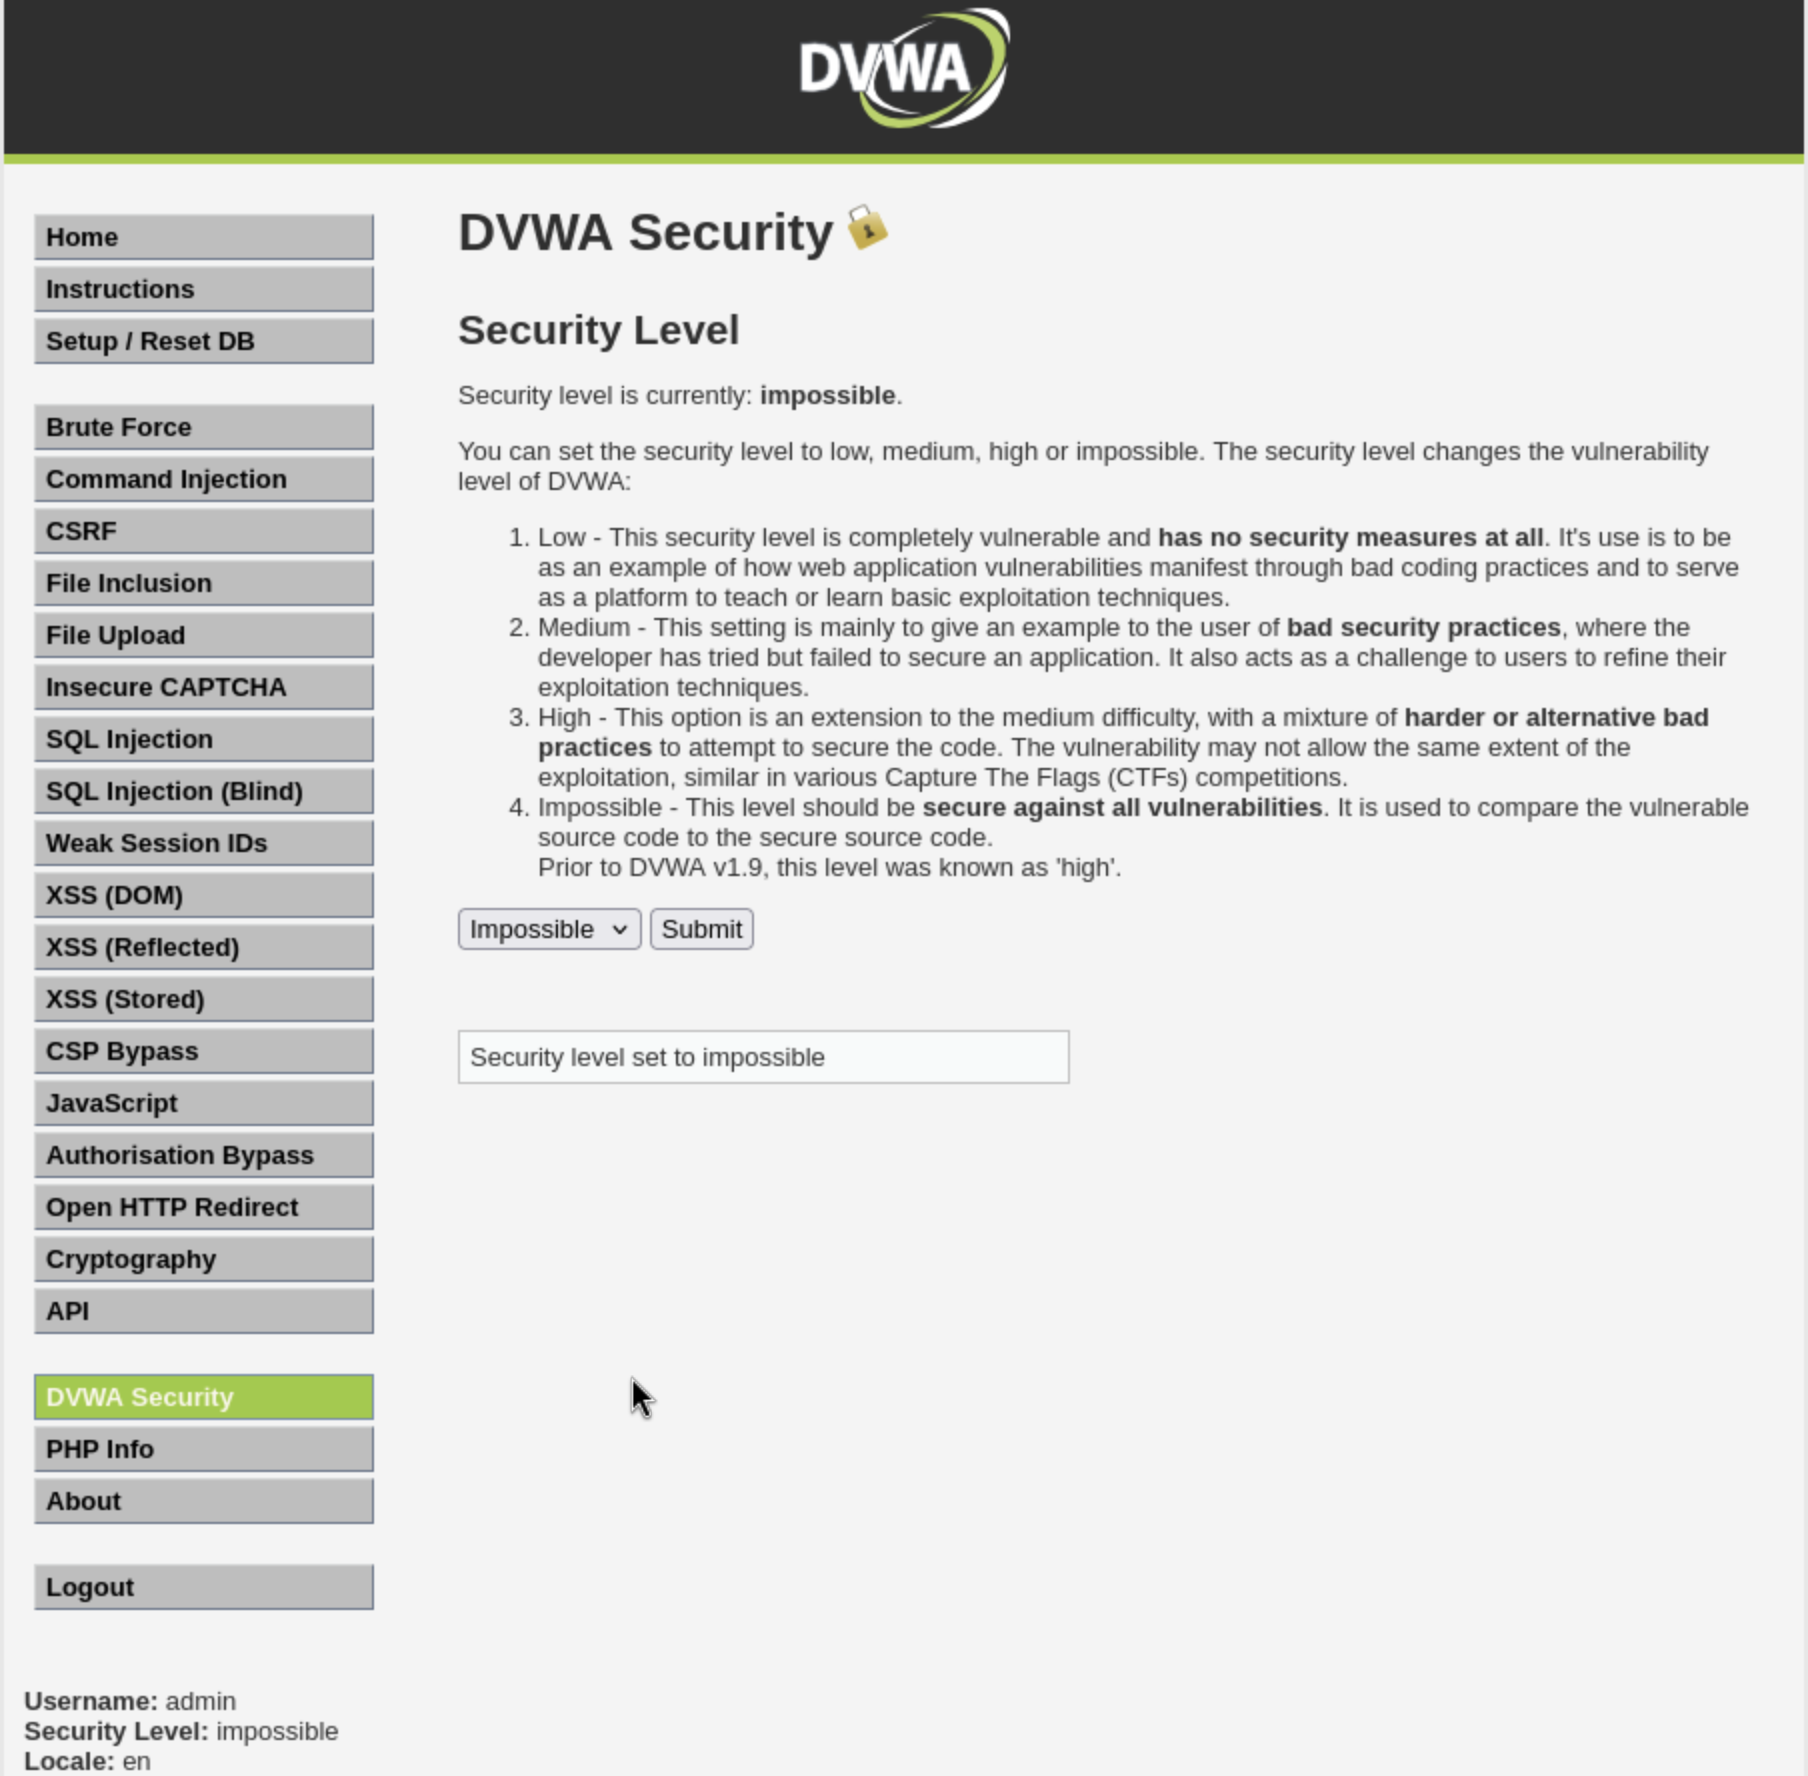 DVWA
Home
Instructions
Setup / Reset DB
Brute Force
Command Injection
CSRF
File Inclusion
File Upload
Insecure CAPTCHA
SQL Injection
SQL Injection (Blind)
Weak Session IDs
XSS (DOM)
XSS (Reflected)
XSS (Stored)
CSP Bypass
JavaScript
Authorisation Bypass
Open HTTP Redirect
Cryptography
API
DVWA Security
PHP Info
About
Logout
DVWA Security
Security Level
Security level is currently: impossible.
You can set the security level to low, medium, high or impossible. The security level changes the vulnerability
level of DVWA:
1. Low - This security level is completely vulnerable and has no security measures at all. It's use is to be
as an example of how web application vulnerabilities manifest through bad coding practices and to serve
as a platform to teach or learn basic exploitation techniques.
2. Medium - This setting is mainly to give an example to the user of bad security practices, where the
developer has tried but failed to secure an application. It also acts as a challenge to users to refine their
exploitation techniques.
3. High - This option is an extension to the medium difficulty, with a mixture of harder or alternative bad
practices to attempt to secure the code. The vulnerability may not allow the same extent of the
exploitation, similar in various Capture The Flags (CTFs) competitions.
4. Impossible - This level should be secure against all vulnerabilities. It is used to compare the vulnerable
source code to the secure source code.
Prior to DVWA v1.9, this level was known as 'high'.
Impossible Submit
Security level set to impossible
Username: admin
Security Level: impossible
Locale: en